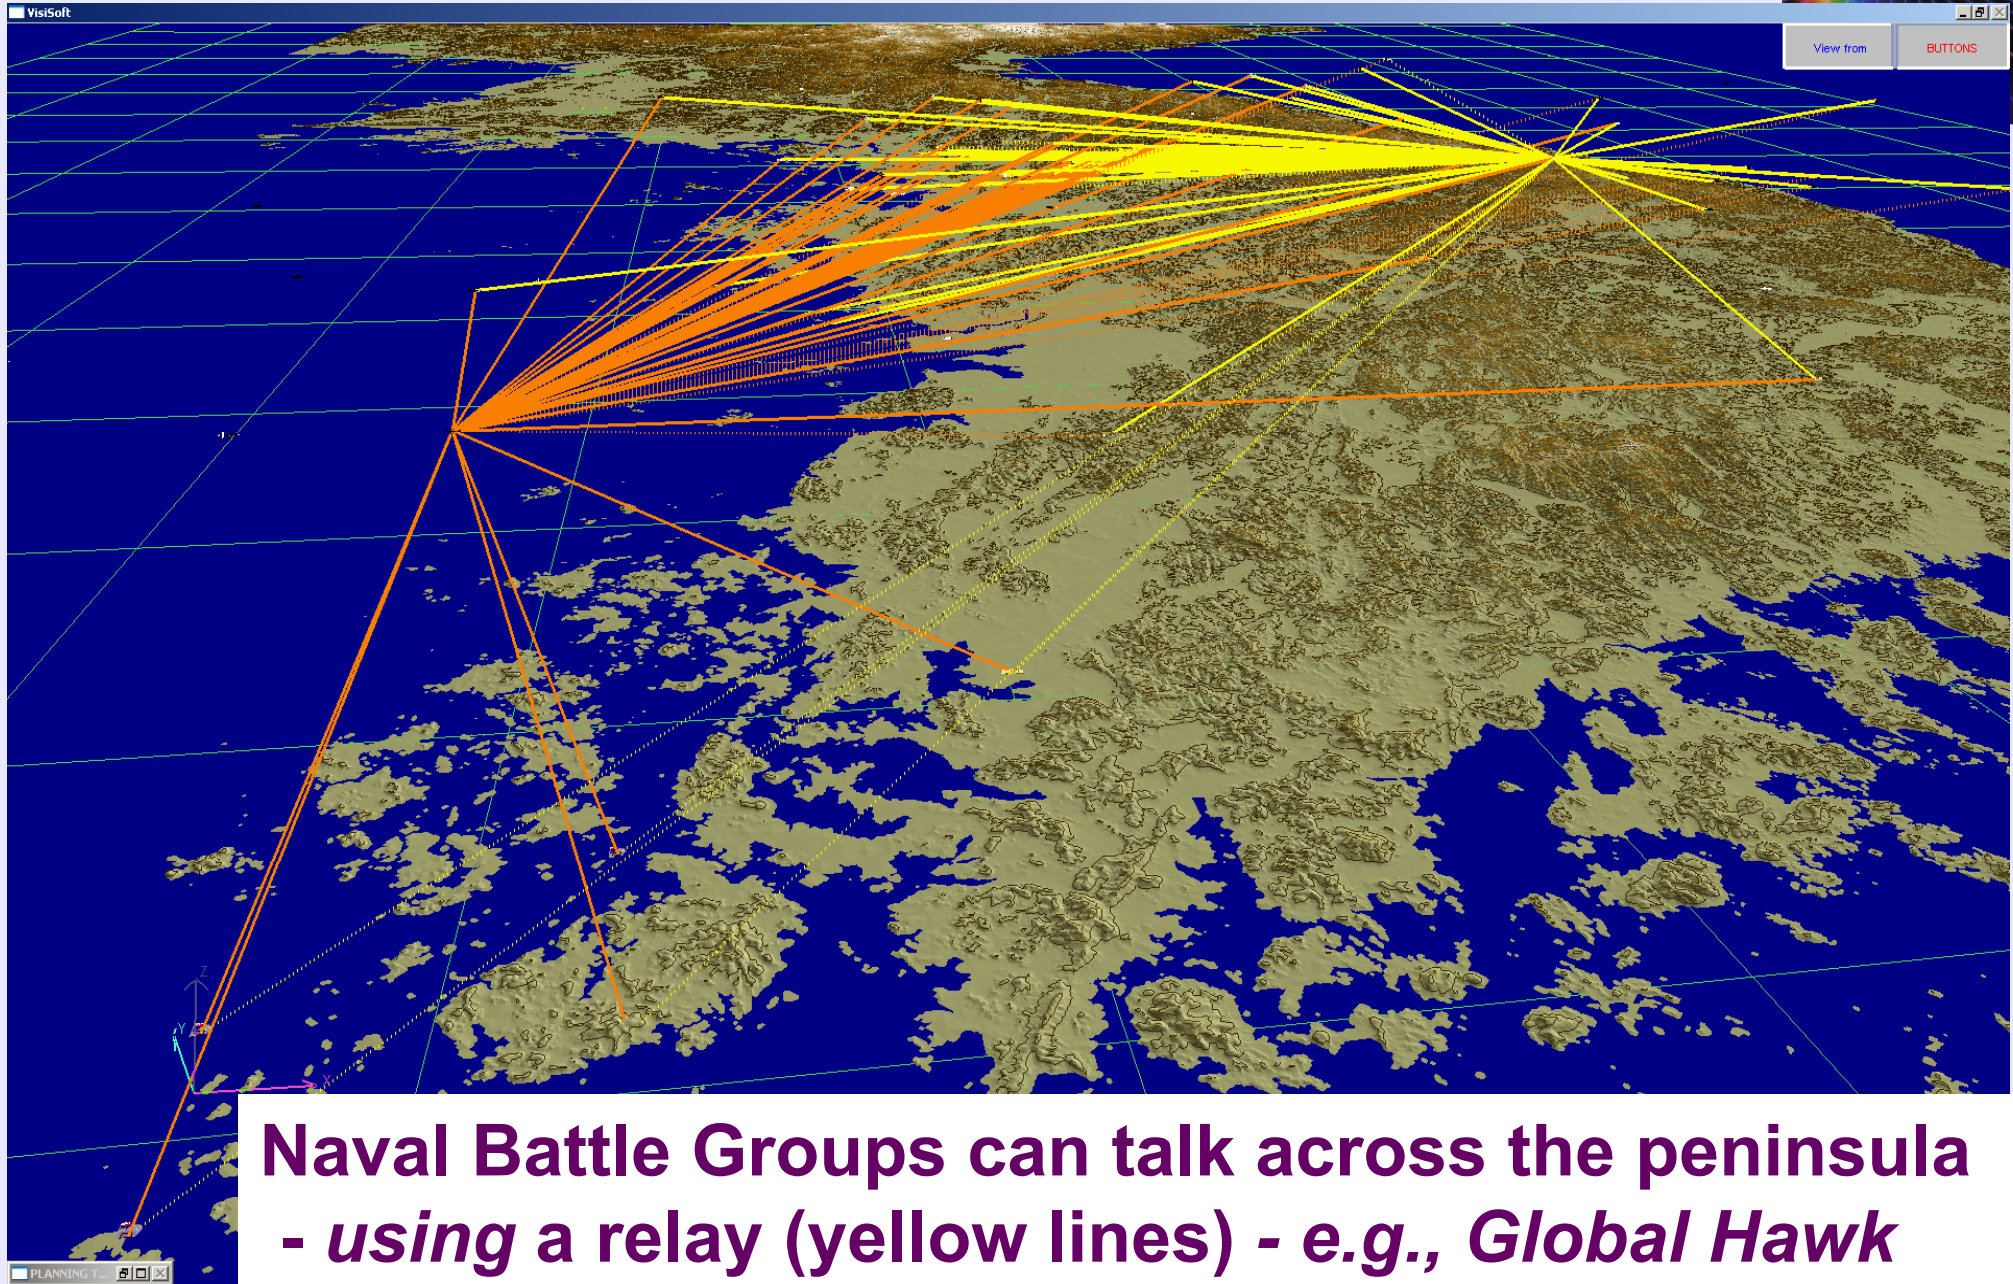 VisiSoft
View from
BUTTONS
Z
Y
X
Naval Battle Groups can talk across the peninsula
- using a relay (yellow lines) - e.g., Global Hawk
PLANNING T...